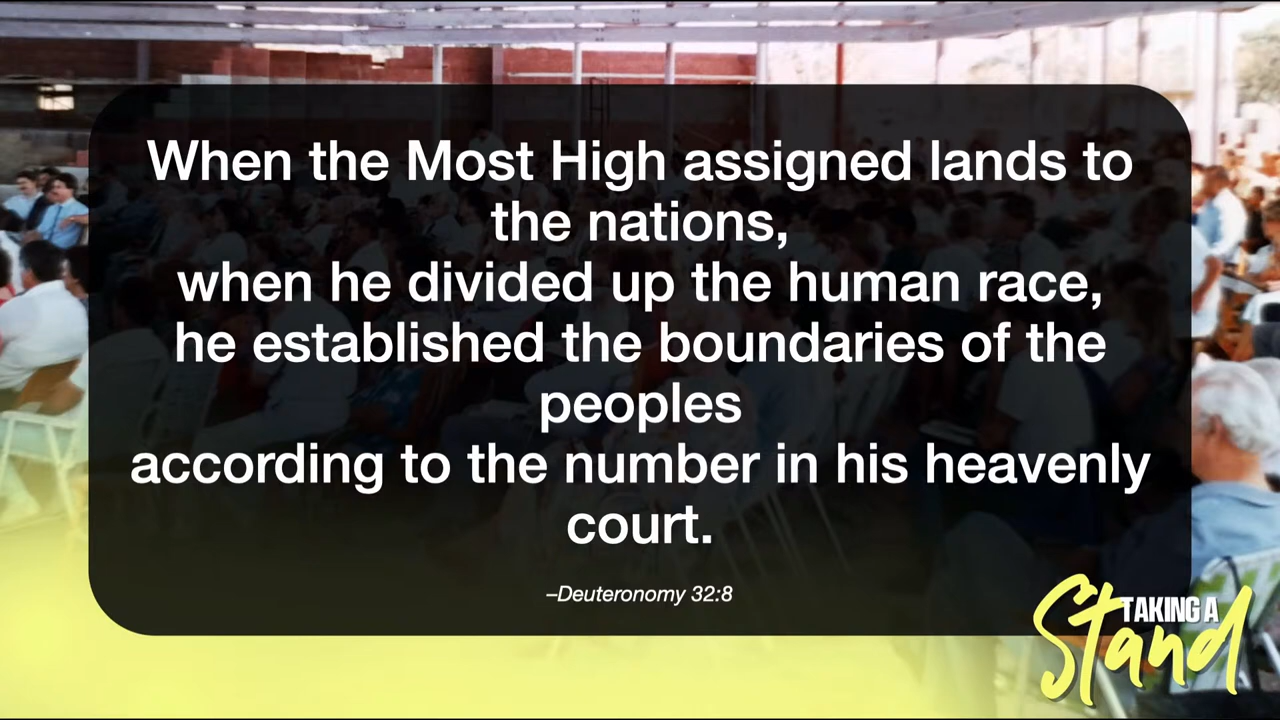 When the Most High assigned lands to
the nations,
when he divided up the human race,
he established the boundaries of the
peoples
according to the number in his heavenly
court.
–Deuteronomy 32:8
TAKING A
Stand